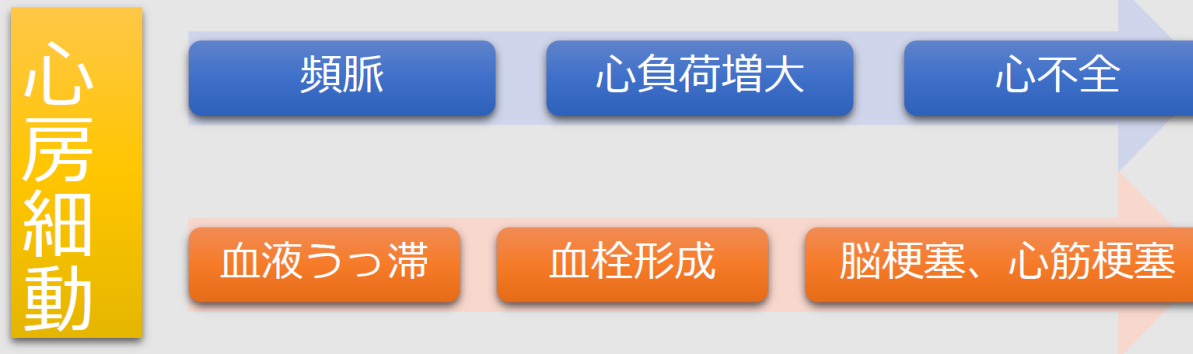 心房細動
頻脈
心負荷増大
心不全
血液うっ滞
血栓形成
脳梗塞、心筋梗塞